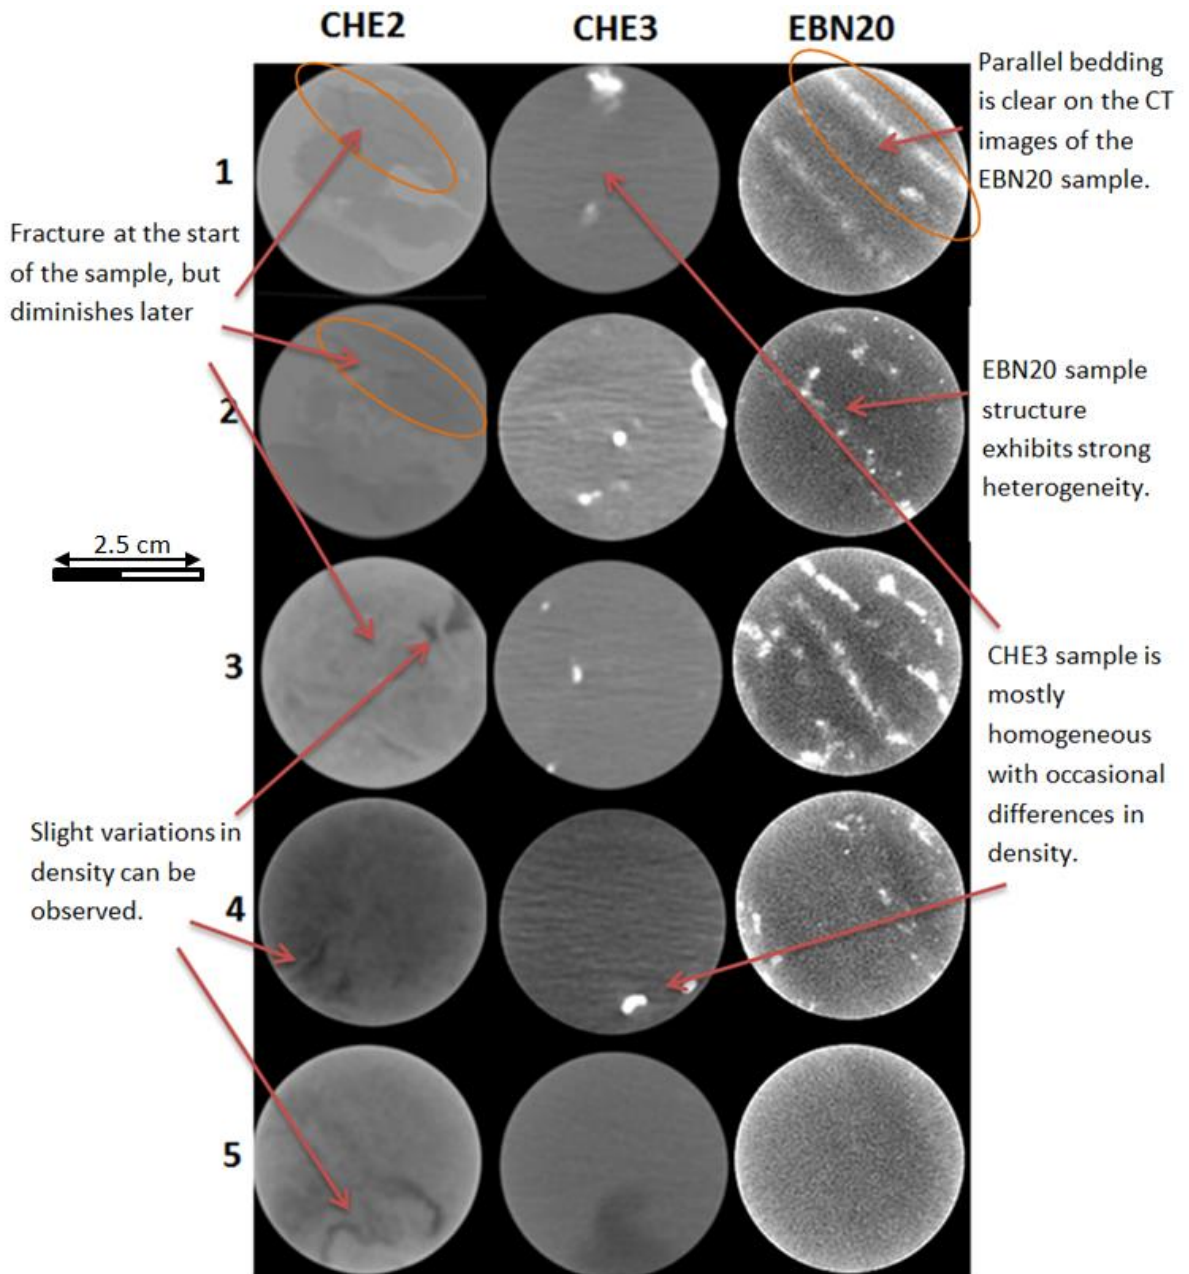 CHE2
CHE3
EBN20
Parallel bedding
is clear on the CT
images of the
EBN20 sample.
1
Fracture at the start
of the sample, but
diminishes later
2
EBN20 sample
structure
exhibits strong
heterogeneity.
2.5 cm
3
CHE3 sample is
mostly
homogeneous
with occasional
differences in
density.
Slight variations in
density can be
observed.
4
5